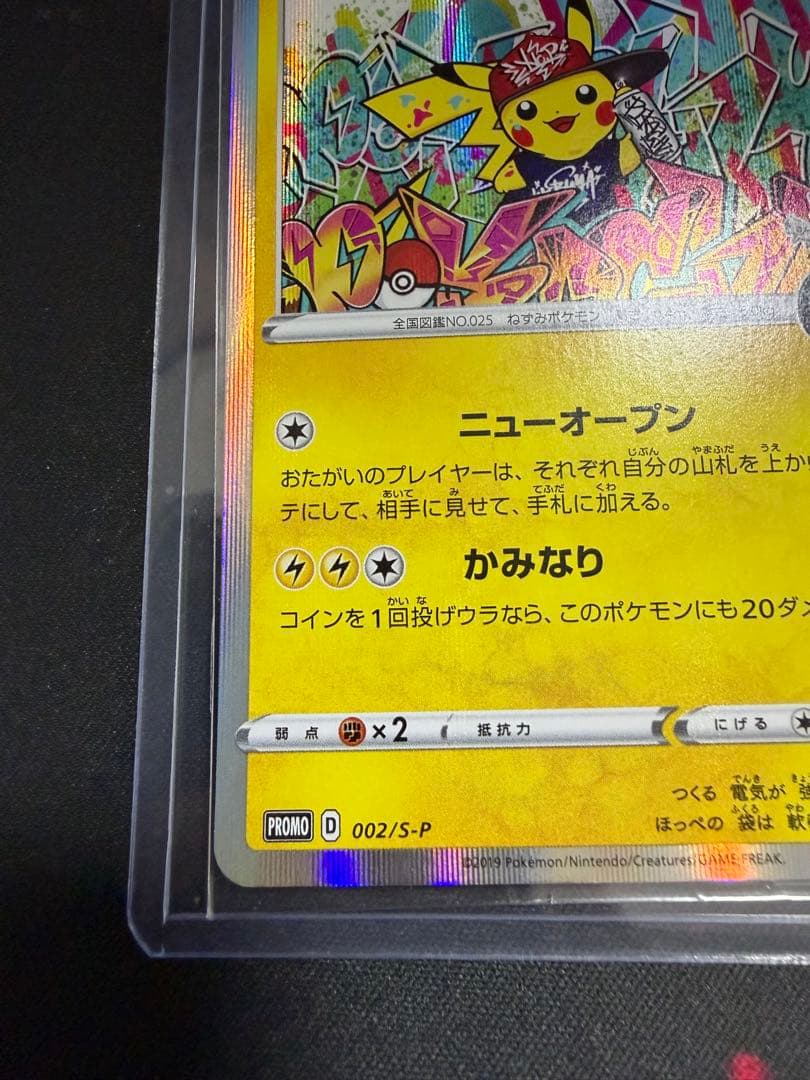 全国図鑑NO.025 ねずみポケモン
ニューオープン
おたがいのプレイヤーは、それぞれ自分の山札を上か
テにして、相手に見せて、手札に加える。
かみなり
コインを1回投げウラなら、このポケモンにも20ダメ
弱点 ×2 抵抗力 にげる
つくる 電気が 強
ほっぺの 袋は 軟
PROMO D 002/S-P
©2019 Pokémon/Nintendo/Creatures/GAME FREAK.